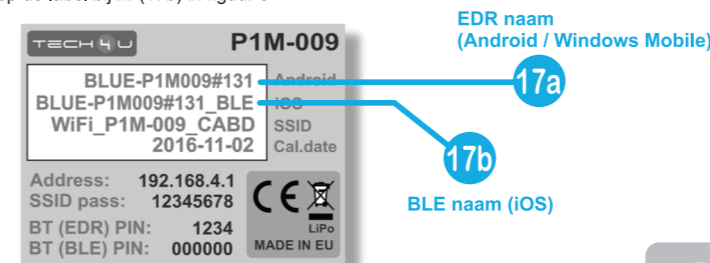 EDR naam
(Android / Windows Mobile)
TECH4U
P1M-009
BLUE-P1M009#131 Android
BLUE-P1M009#131_BLE iOS
WiFi_P1M-009_CABD SSID
2016-11-02 Cal.date
17a
17b
BLE naam (iOS)
Address: 192.168.4.1
SSID pass: 12345678
BT (EDR) PIN: 1234
BT (BLE) PIN: 000000
CE
LiPo
MADE IN EU